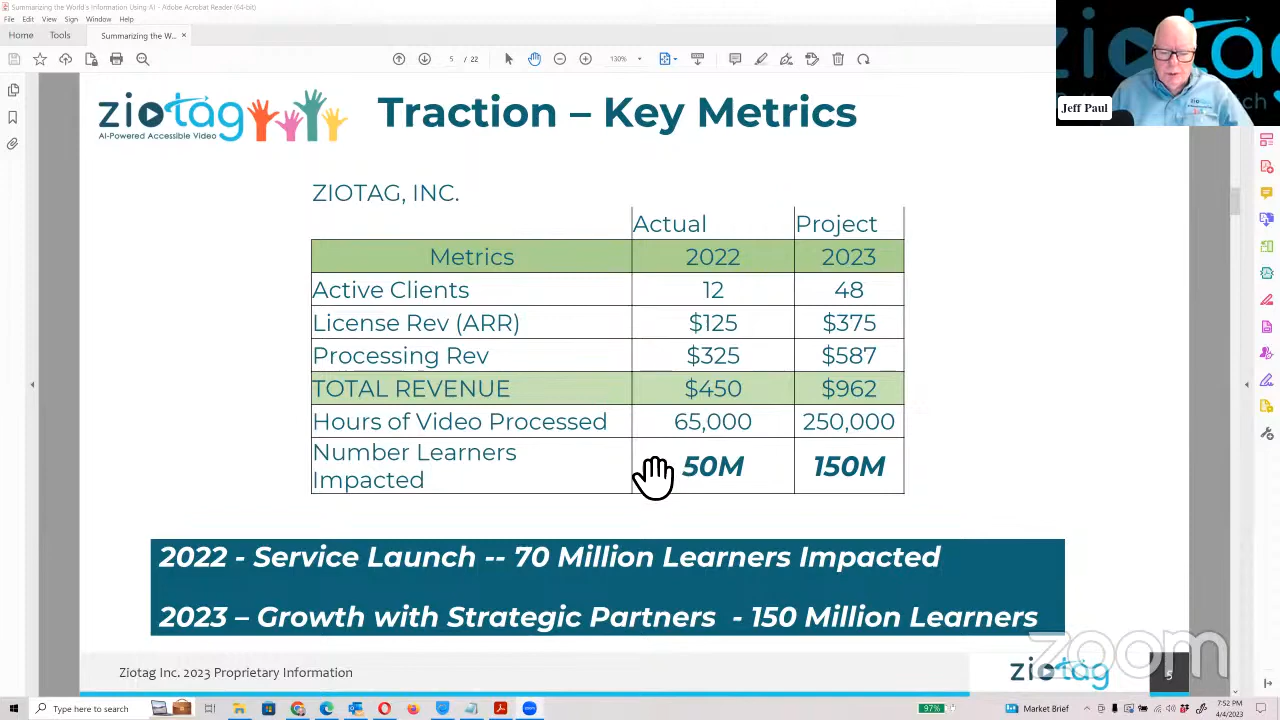 Summarizing the World's Information Using AI - Adobe Acrobat Reader (64-bit)
File Edit View Sign Window Help
Home Tools Summarizing the W... ×
5 130%
ziotag
AI-Powered Accessible Video
Traction – Key Metrics
ziotag
Jeff Paul
ZIOTAG, INC.
Actual Project
Metrics 2022 2023
Active Clients 12 48
License Rev (ARR) $125 $375
Processing Rev $325 $587
TOTAL REVENUE $450 $962
Hours of Video Processed 65,000 250,000
Number Learners
Impacted 50M 150M
2022 - Service Launch -- 70 Million Learners Impacted
2023 – Growth with Strategic Partners - 150 Million Learners
zoom
Ziotag Inc. 2023 Proprietary Information
ziotag
5
Type here to search
97%
Market Brief
7:52 PM
4/4/2023